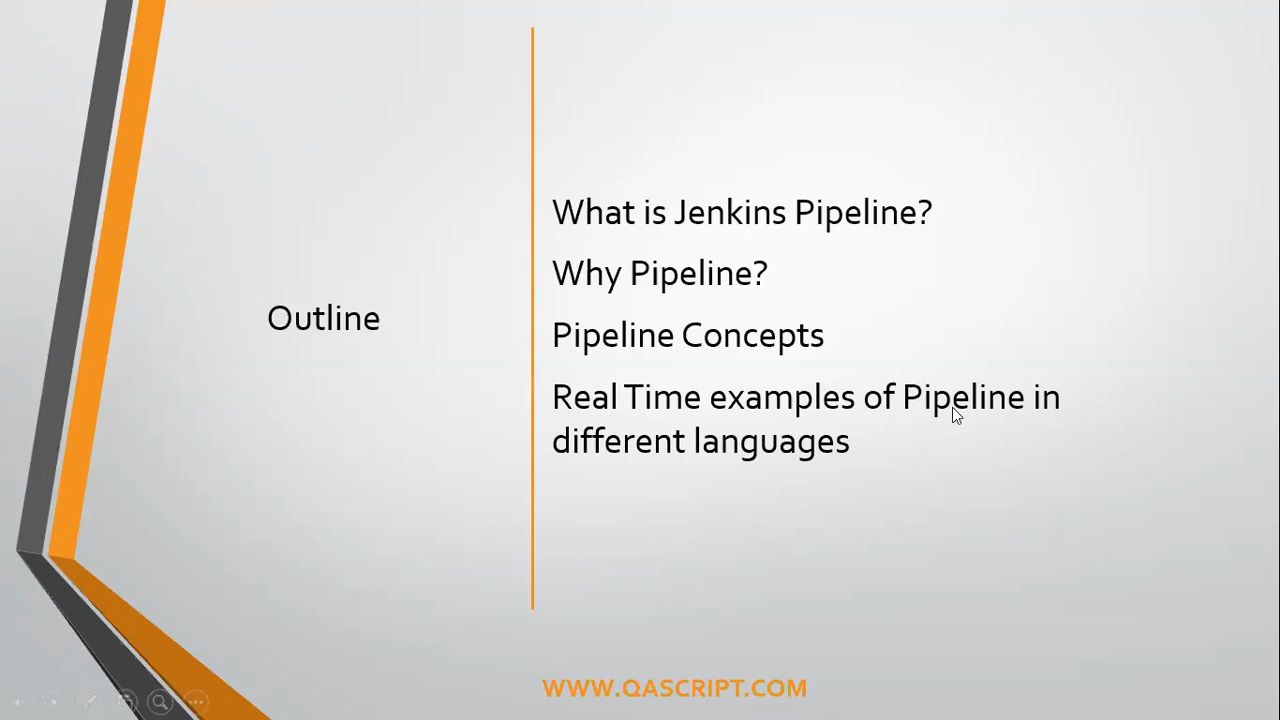 Outline
What is Jenkins Pipeline?
Why Pipeline?
Pipeline Concepts
Real Time examples of Pipeline in
different languages
WWW.QASCRIPT.COM